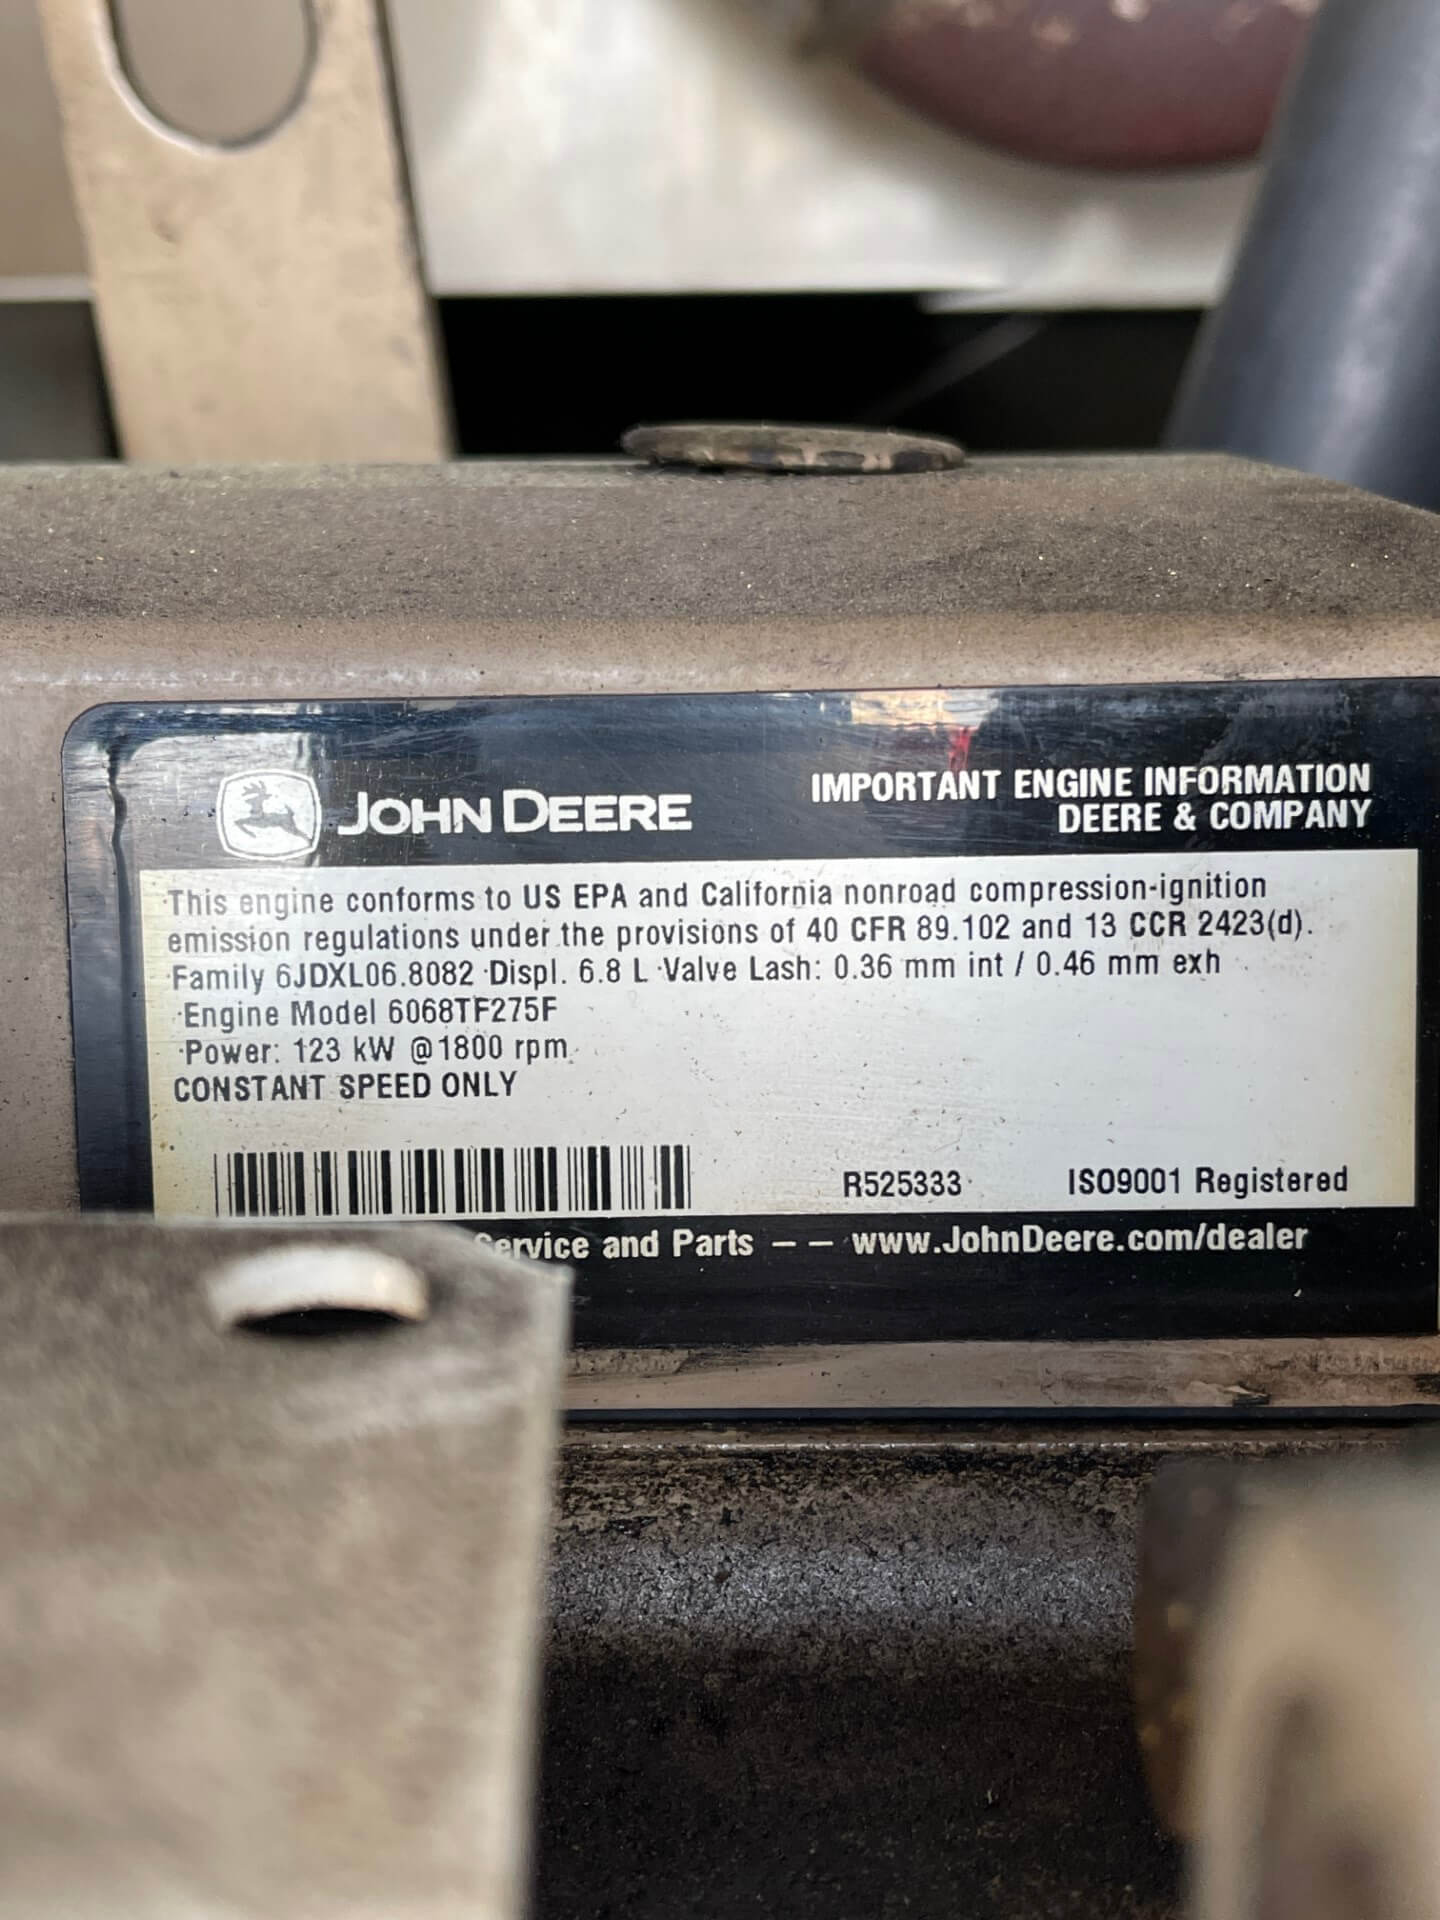 JOHN DEERE
IMPORTANT ENGINE INFORMATION
DEERE & COMPANY
·This engine conforms to US EPA and California nonroad compression-ignition
emission regulations under the provisions of 40 CFR 89.102 and 13 CCR 2423(d).
·Family 6JDXL06.8082 ·Displ. 6.8 L ·Valve Lash: 0.36 mm int / 0.46 mm exh
·Engine Model 6068TF275F
·Power: 123 kW @1800 rpm
CONSTANT SPEED ONLY
R525333 ISO9001 Registered
Service and Parts –– www.JohnDeere.com/dealer